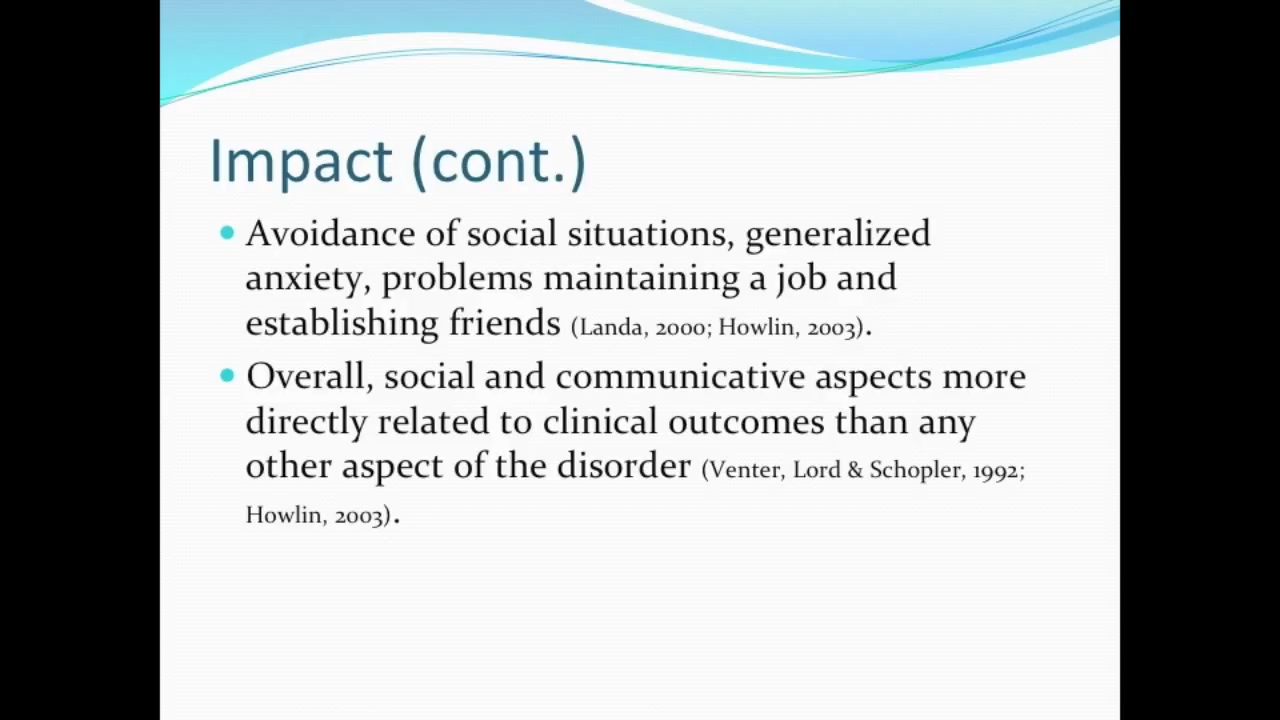 Impact (cont.)
• Avoidance of social situations, generalized
anxiety, problems maintaining a job and
establishing friends (Landa, 2000; Howlin, 2003).
• Overall, social and communicative aspects more
directly related to clinical outcomes than any
other aspect of the disorder (Venter, Lord & Schopler, 1992;
Howlin, 2003).